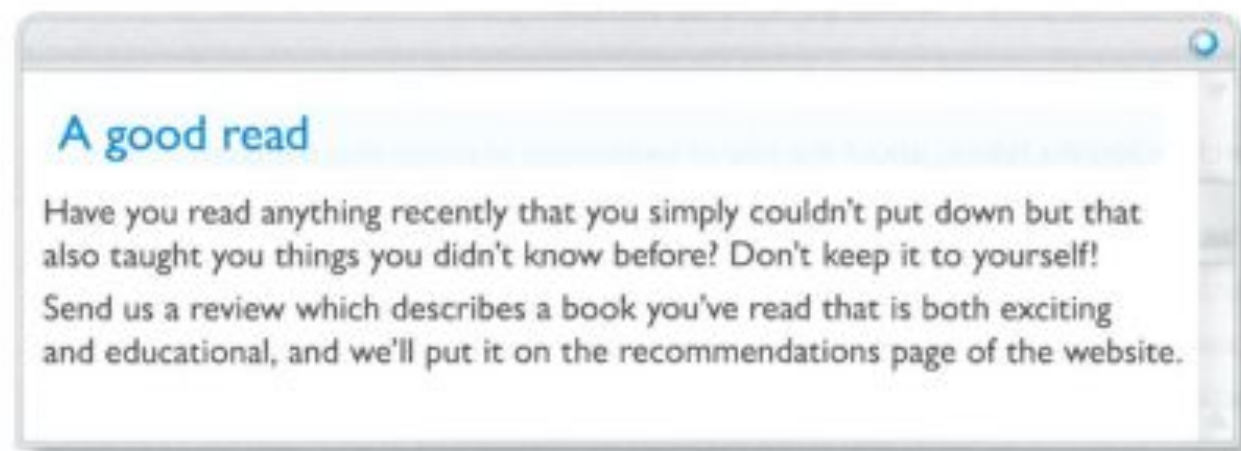 A good read
Have you read anything recently that you simply couldn't put down but that
also taught you things you didn't know before? Don't keep it to yourself!
Send us a review which describes a book you've read that is both exciting
and educational, and we'll put it on the recommendations page of the website.